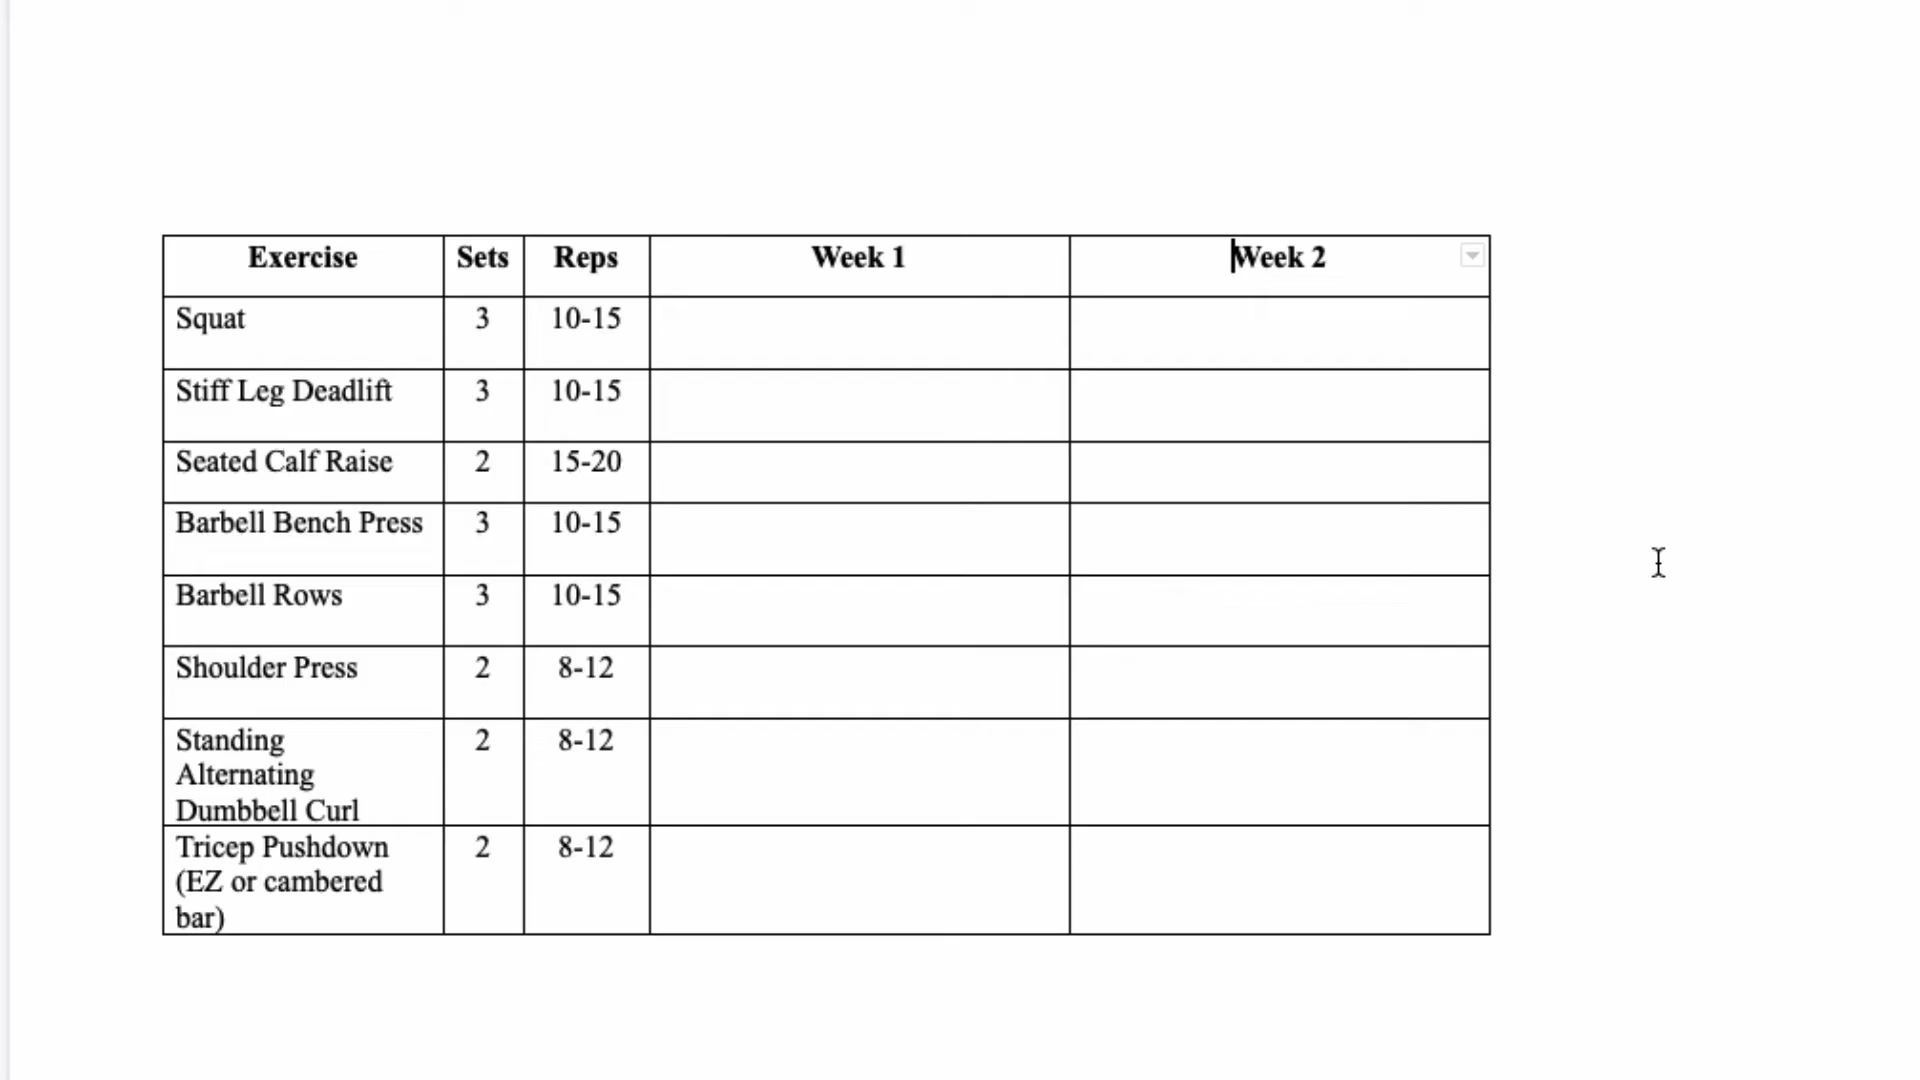 Exercise Sets Reps Week 1 Week 2
Squat 3 10-15
Stiff Leg Deadlift 3 10-15
Seated Calf Raise 2 15-20
Barbell Bench Press 3 10-15
Barbell Rows 3 10-15
Shoulder Press 2 8-12
Standing 2 8-12
Alternating
Dumbbell Curl
Tricep Pushdown 2 8-12
(EZ or cambered
bar)